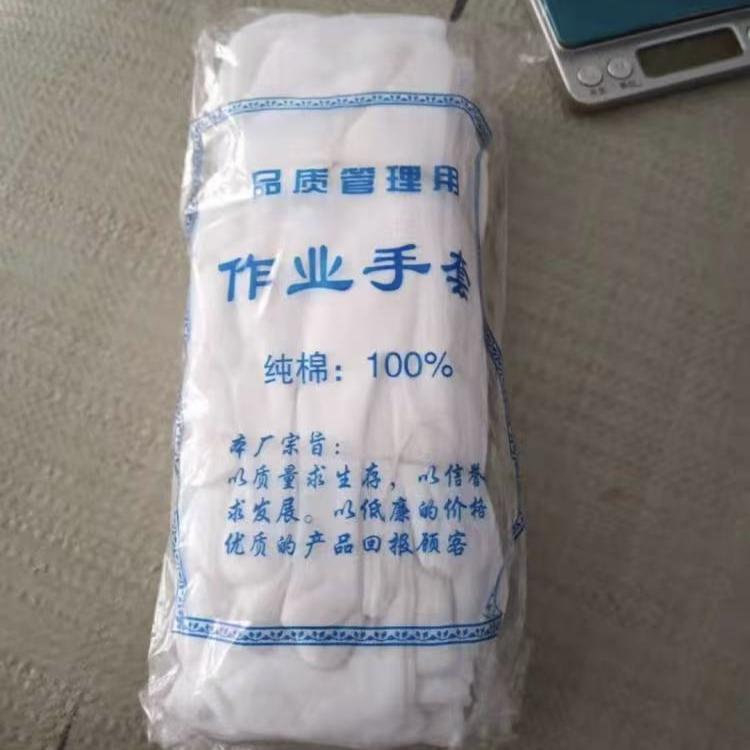 品质管理用
作业手套
纯棉：100%
本厂宗旨：
以质量求生存，以信誉
求发展。以低廉的价格
优质的产品回报顾客